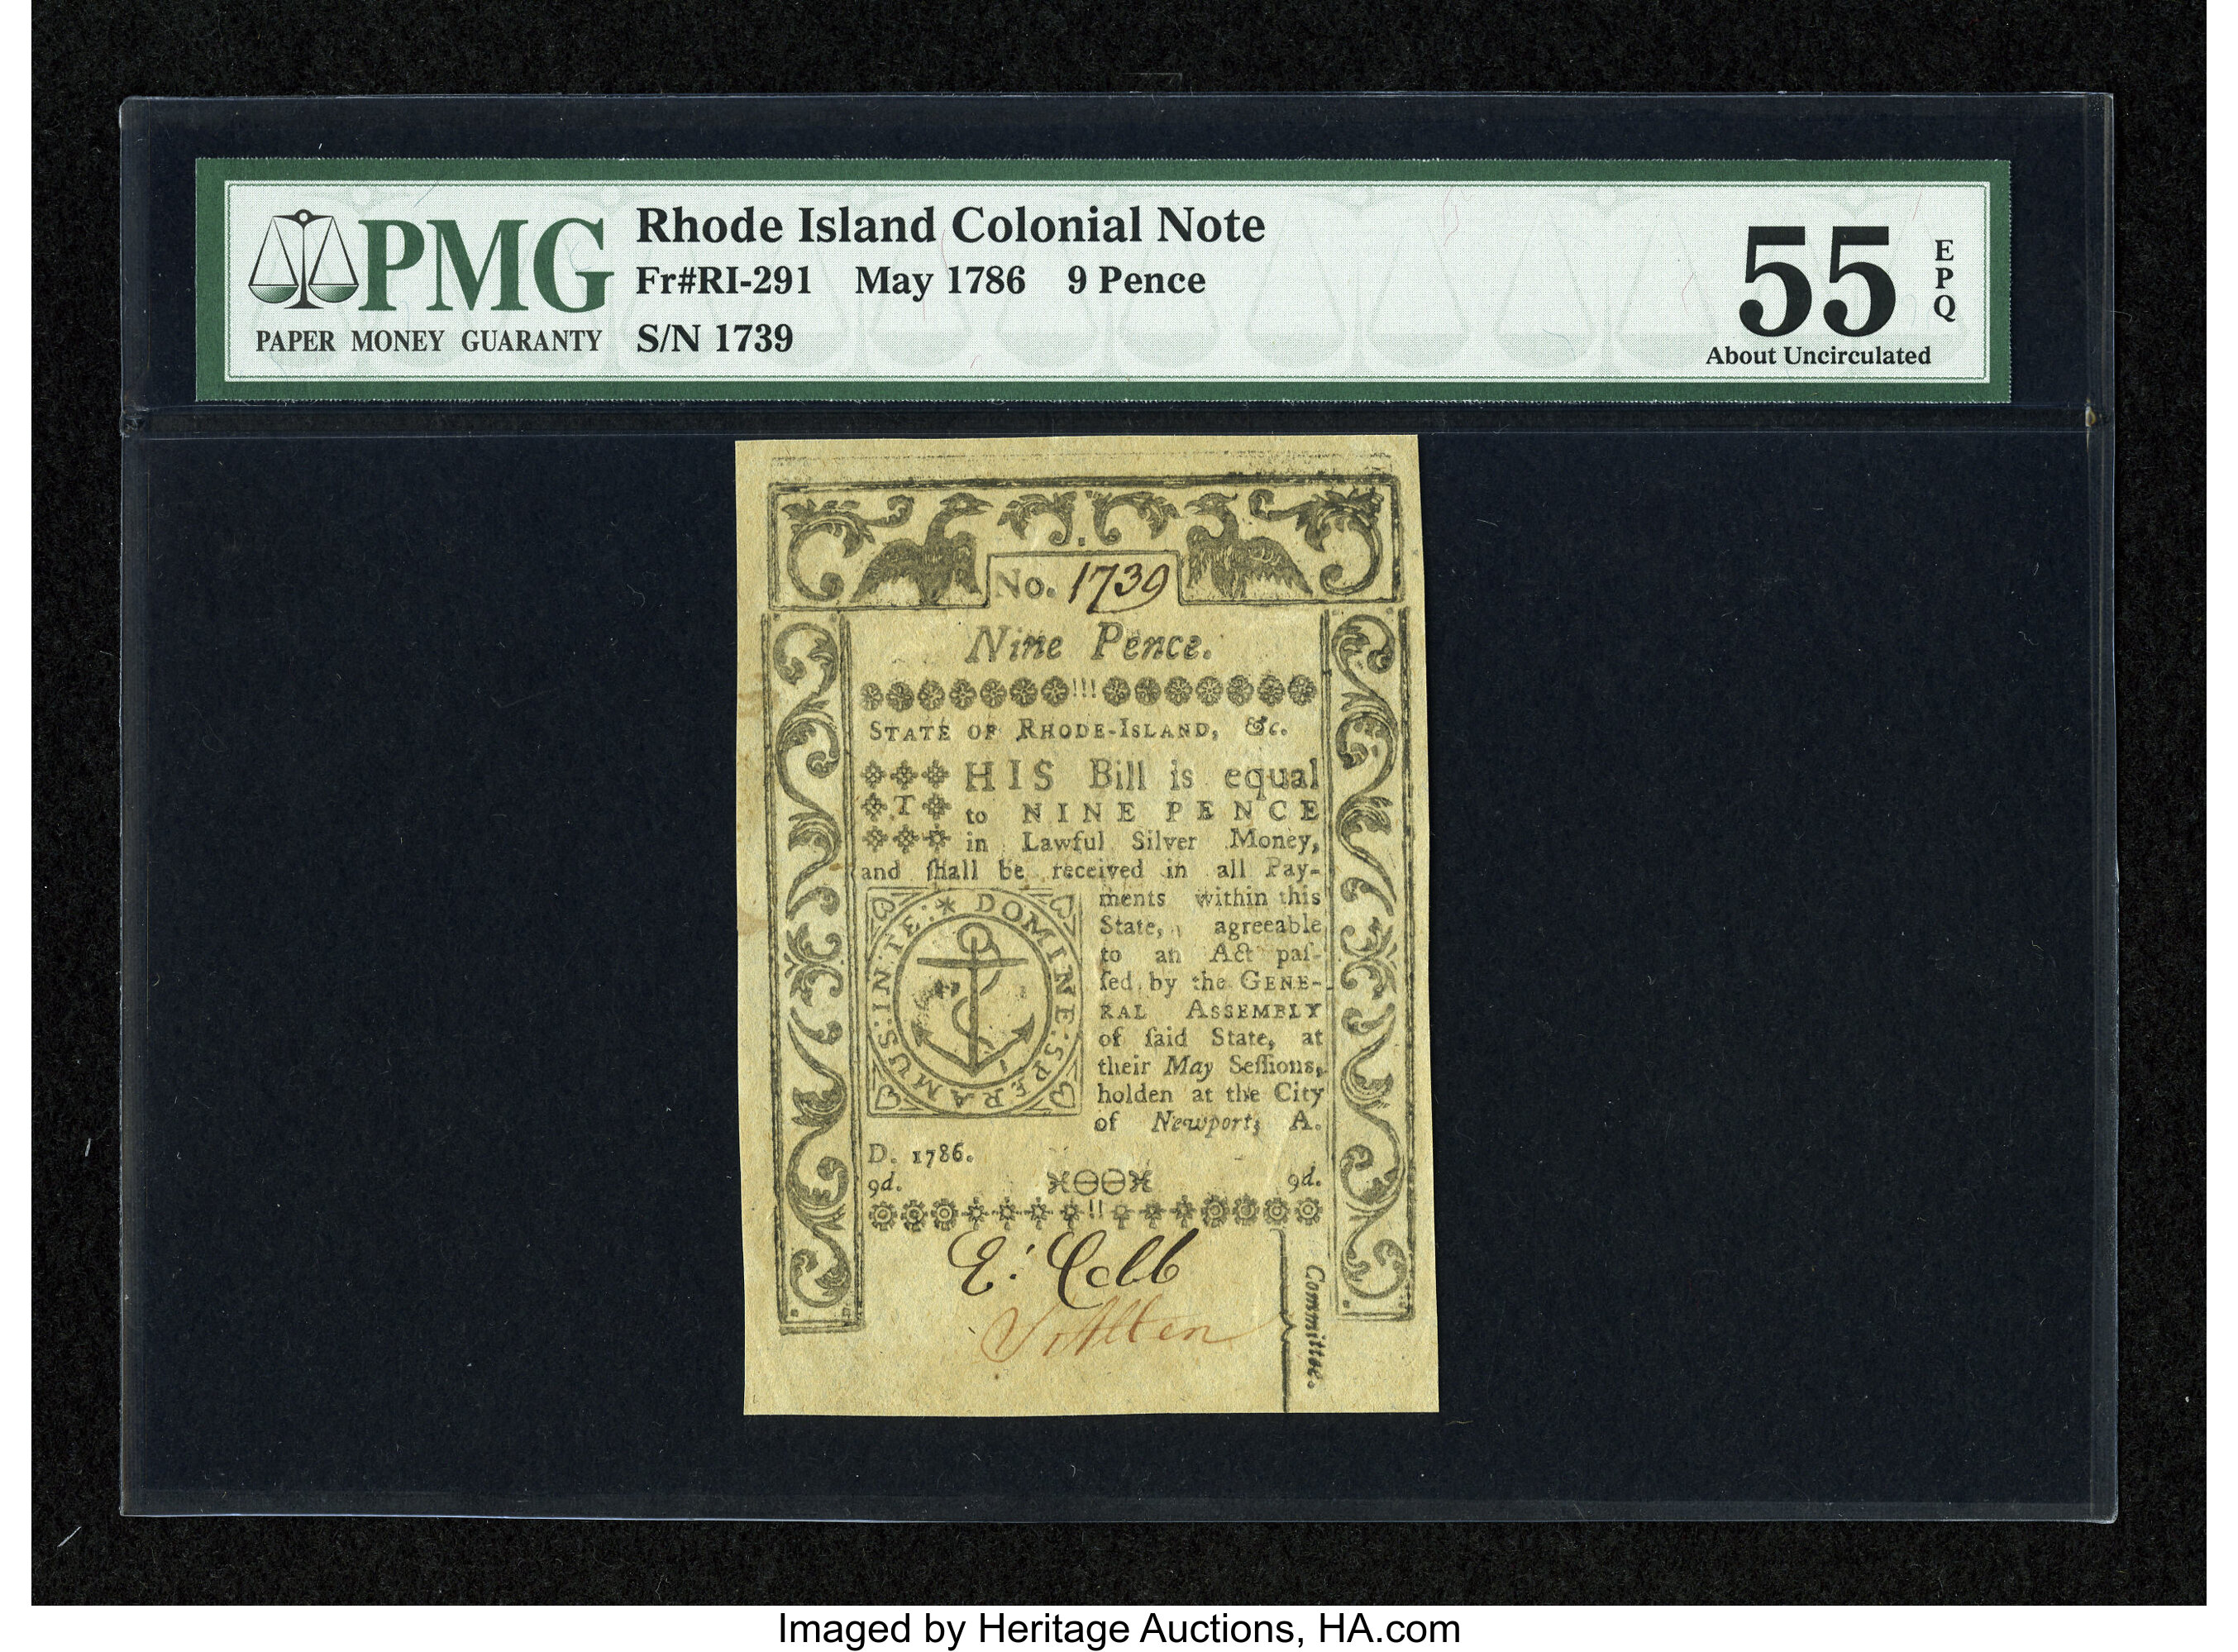 PMG
PAPER MONEY GUARANTY
Rhode Island Colonial Note
Fr#RI-291 May 1786 9 Pence
S/N 1739
55
EPQ
About Uncirculated
No. 1739
Nine Pence.
STATE OF RHODE-ISLAND, &c.
THIS Bill is equal
to NINE PENCE
in Lawful Silver Money,
and ſhall be received in all Pay-
ments within this
State, agreeable
to an Act paſ-
ſed by the GENE-
RAL ASSEMBLY
of ſaid State, at
their May Seſſions,
holden at the City
of Newport, A.
D. 1786.
IN TE: * DOMINE: SPERAMUS:
9d. 9d.
E: Cobb
Allen
Committee.
Imaged by Heritage Auctions, HA.com